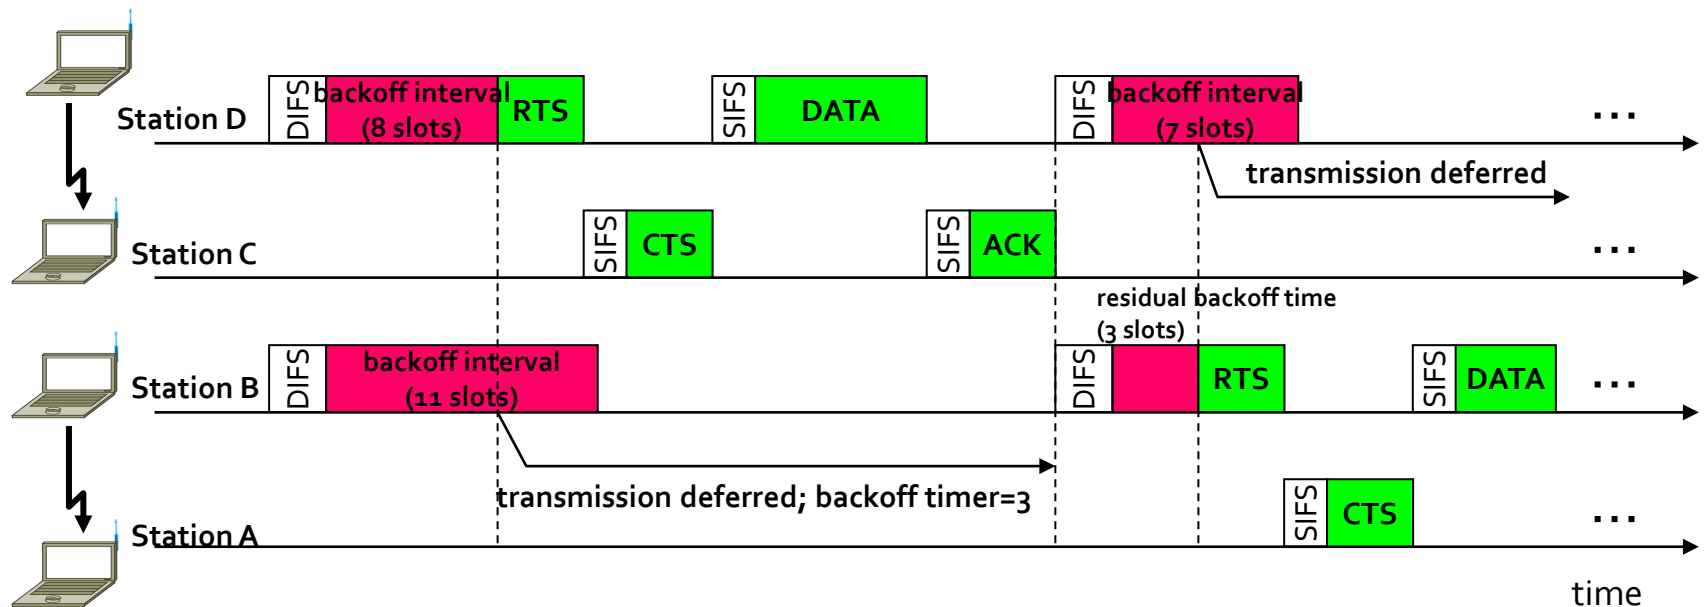 DIFS
backoff interval
(8 slots)
RTS
SIFS
DATA
DIFS
backoff interval
(7 slots)
...
Station D
transmission deferred
SIFS
CTS
SIFS
ACK
...
Station C
residual backoff time
(3 slots)
DIFS
backoff interval
(11 slots)
DIFS
RTS
SIFS
DATA
...
Station B
transmission deferred; backoff timer=3
SIFS
CTS
...
Station A
time